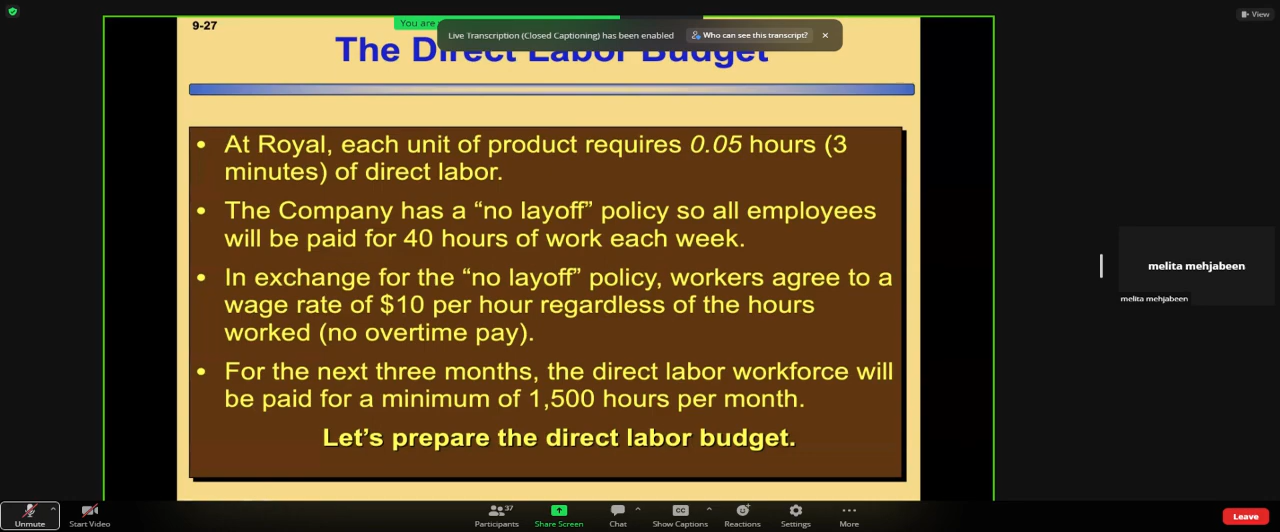 View
9-27
You are
Live Transcription (Closed Captioning) has been enabled
Who can see this transcript?
The Direct Labor Budget
• At Royal, each unit of product requires 0.05 hours (3
minutes) of direct labor.
• The Company has a “no layoff” policy so all employees
will be paid for 40 hours of work each week.
• In exchange for the “no layoff” policy, workers agree to a
wage rate of $10 per hour regardless of the hours
worked (no overtime pay).
• For the next three months, the direct labor workforce will
be paid for a minimum of 1,500 hours per month.
Let’s prepare the direct labor budget.
melita mehjabeen
melita mehjabeen
Unmute
Start Video
37
Participants
Share Screen
Chat
CC
Show Captions
Reactions
Settings
More
Leave